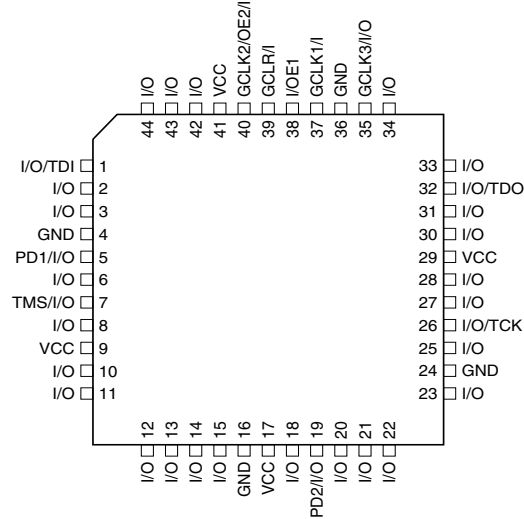 I/O
I/O
I/O
VCC
GCLK2/OE2/I
GCLR/I
I/OE1
GCLK1/I
GND
GCLK3/I/O
I/O
44
43
42
41
40
39
38
37
36
35
34
I/O/TDI 1
I/O 2
I/O 3
GND 4
PD1/I/O 5
I/O 6
TMS/I/O 7
I/O 8
VCC 9
I/O 10
I/O 11
33 I/O
32 I/O/TDO
31 I/O
30 I/O
29 VCC
28 I/O
27 I/O
26 I/O/TCK
25 I/O
24 GND
23 I/O
12
13
14
15
16
17
18
19
20
21
22
I/O
I/O
I/O
I/O
GND
VCC
I/O
PD2/I/O
I/O
I/O
I/O